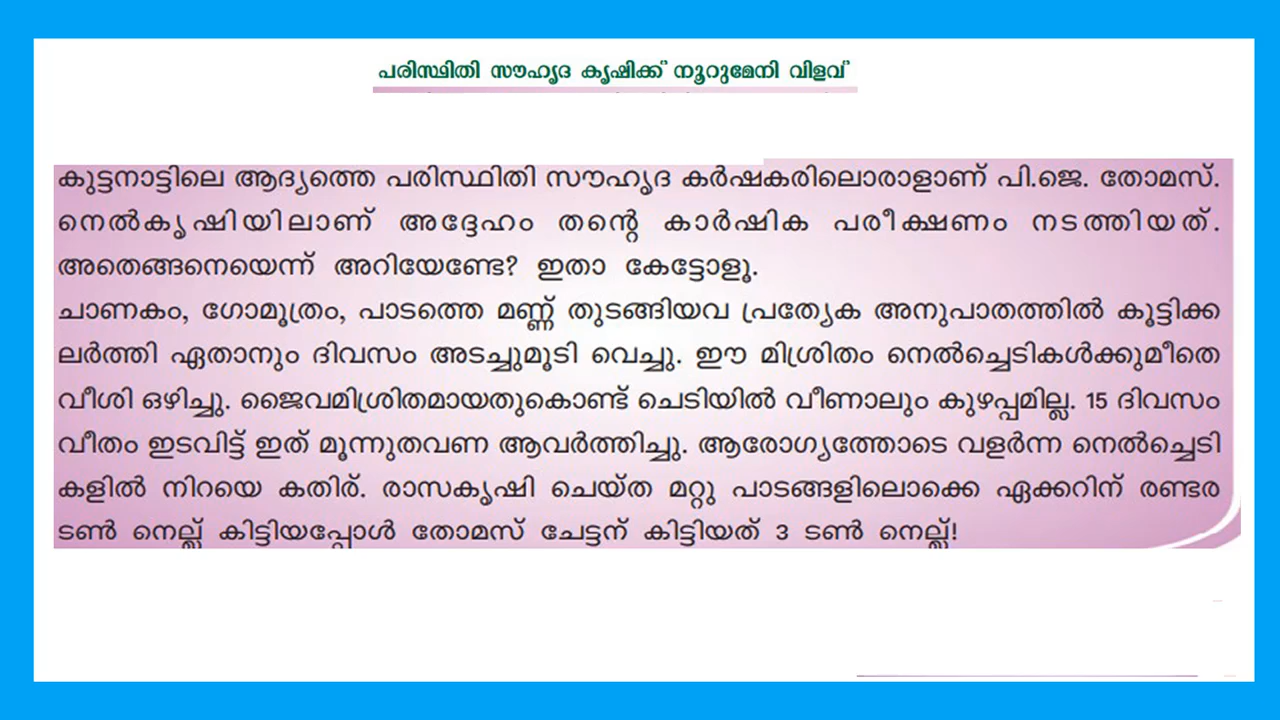 പരിസ്ഥിതി സൗഹൃദ കൃഷിക്ക് നൂറുമേനി വിളവ്
കുട്ടനാട്ടിലെ ആദ്യത്തെ പരിസ്ഥിതി സൗഹൃദ കർഷകരിലൊരാളാണ് പി.ജെ. തോമസ്.
നെൽകൃഷിയിലാണ് അദ്ദേഹം തന്റെ കാർഷിക പരീക്ഷണം നടത്തിയത്.
അതെങ്ങനെയെന്ന് അറിയേണ്ടേ? ഇതാ കേട്ടോളൂ.
ചാണകം, ഗോമൂത്രം, പാടത്തെ മണ്ണ് തുടങ്ങിയവ പ്രത്യേക അനുപാതത്തിൽ കൂട്ടിക്ക
ലർത്തി ഏതാനും ദിവസം അടച്ചുമൂടി വെച്ചു. ഈ മിശ്രിതം നെൽച്ചെടികൾക്കുമീതെ
വീശി ഒഴിച്ചു. ജൈവമിശ്രിതമായതുകൊണ്ട് ചെടിയിൽ വീണാലും കുഴപ്പമില്ല. 15 ദിവസം
വീതം ഇടവിട്ട് ഇത് മൂന്നുതവണ ആവർത്തിച്ചു. ആരോഗ്യത്തോടെ വളർന്ന നെൽച്ചെടി
കളിൽ നിറയെ കതിര്. രാസകൃഷി ചെയ്ത മറ്റു പാടങ്ങളിലൊക്കെ ഏക്കറിന് രണ്ടര
ടൺ നെല്ല് കിട്ടിയപ്പോൾ തോമസ് ചേട്ടന് കിട്ടിയത് 3 ടൺ നെല്ല്!